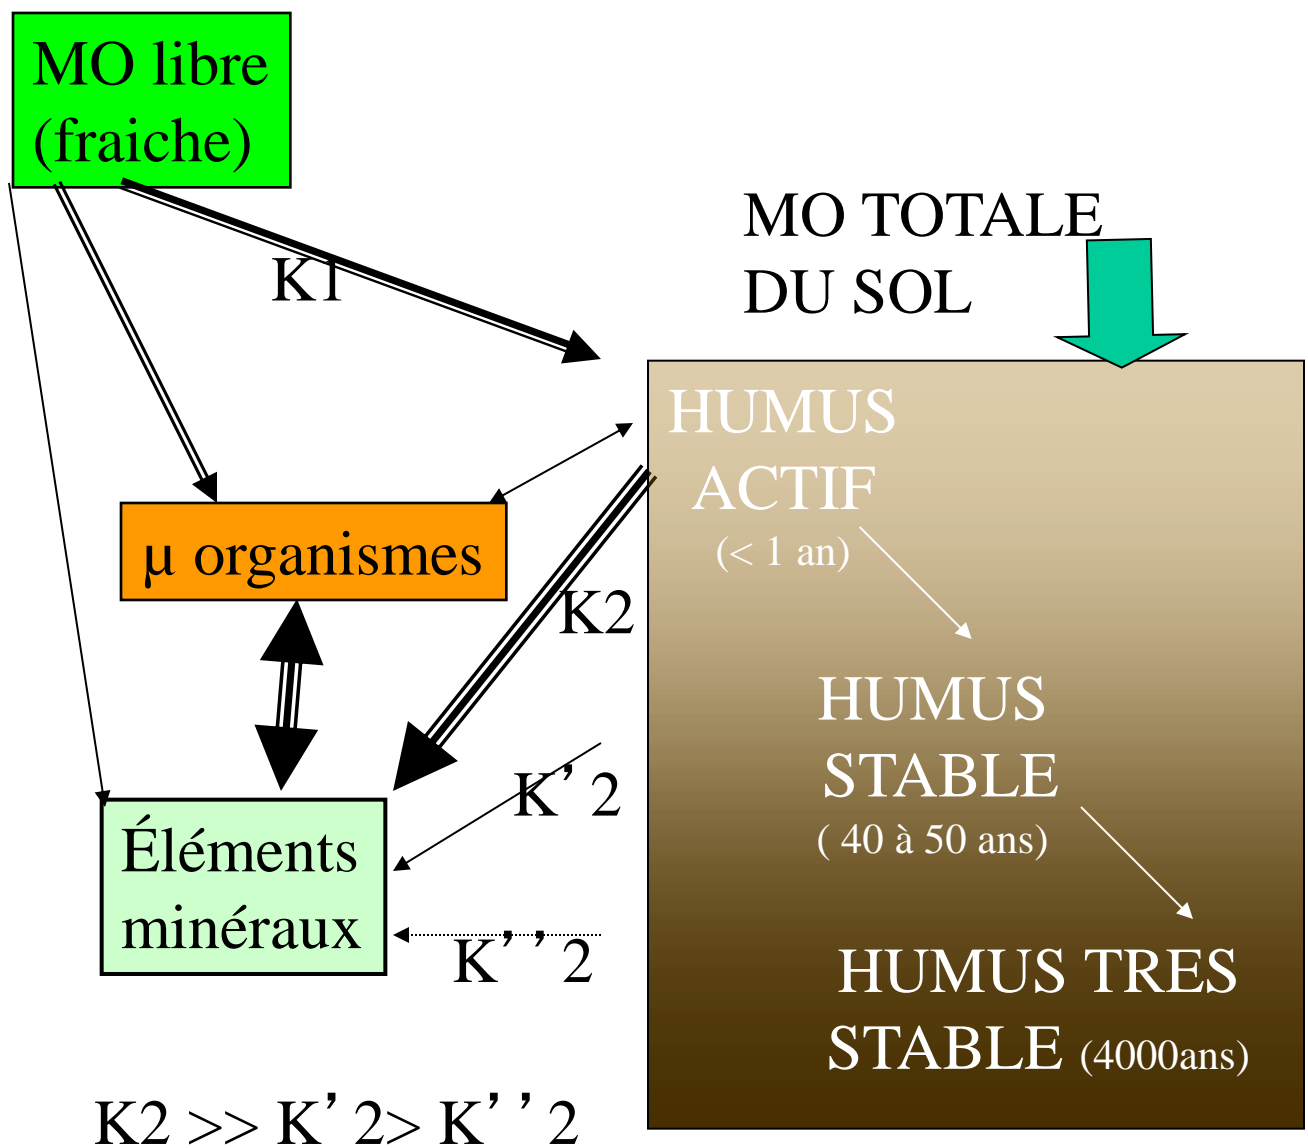 MO libre
(fraiche)
MO TOTALE
DU SOL
K1
HUMUS
ACTIF
(< 1 an)
µ organismes
K2
HUMUS
STABLE
( 40 à 50 ans)
K’2
Éléments
minéraux
K’’2
HUMUS TRES
STABLE (4000ans)
K2 >> K’2> K’’2